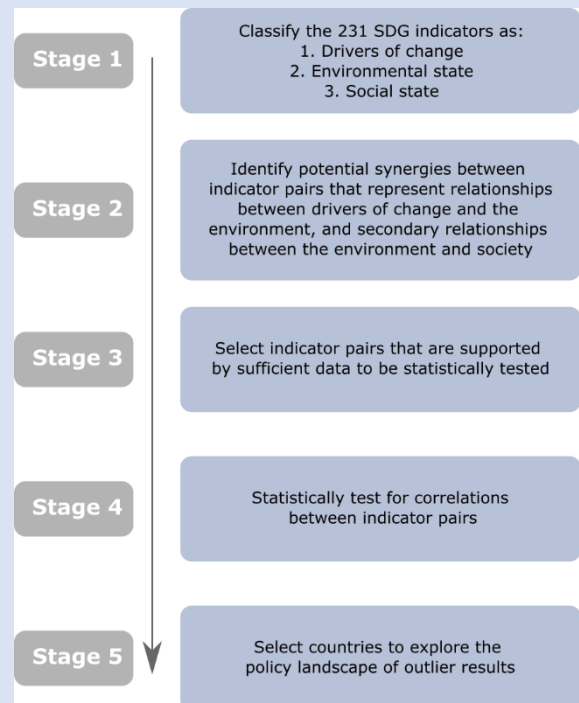 Stage 1
Classify the 231 SDG indicators as:
1. Drivers of change
2. Environmental state
3. Social state
Stage 2
Identify potential synergies between
indicator pairs that represent relationships
between drivers of change and the
environment, and secondary relationships
between the environment and society
Stage 3
Select indicator pairs that are supported
by sufficient data to be statistically tested
Stage 4
Statistically test for correlations
between indicator pairs
Stage 5
Select countries to explore the
policy landscape of outlier results